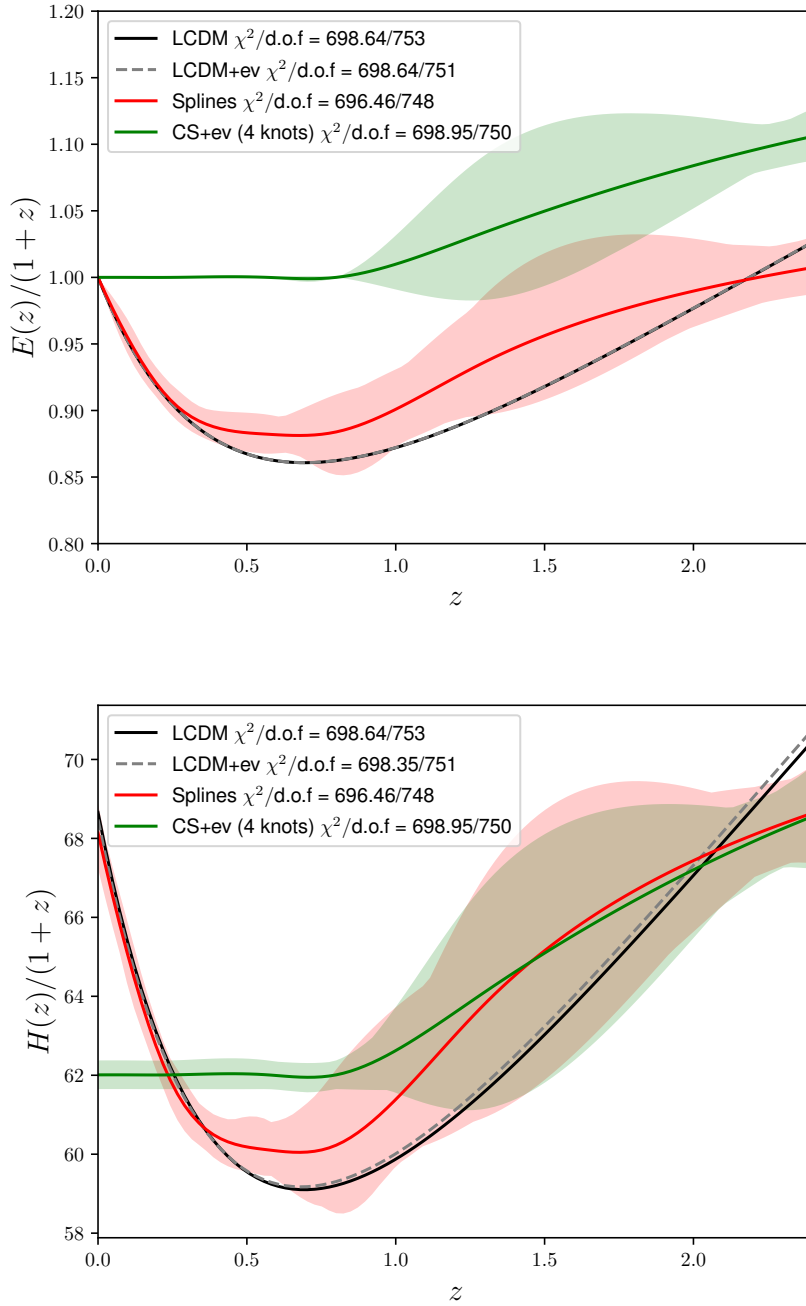 1.20
1.15
1.10
1.05
1.00
0.95
0.90
0.85
0.80
E(z)/(1 + z)
LCDM χ²/d.o.f = 698.64/753
LCDM+ev χ²/d.o.f = 698.64/751
Splines χ²/d.o.f = 696.46/748
CS+ev (4 knots) χ²/d.o.f = 698.95/750
0.0 0.5 1.0 1.5 2.0
z
70
68
66
64
62
60
58
H(z)/(1 + z)
LCDM χ²/d.o.f = 698.64/753
LCDM+ev χ²/d.o.f = 698.35/751
Splines χ²/d.o.f = 696.46/748
CS+ev (4 knots) χ²/d.o.f = 698.95/750
0.0 0.5 1.0 1.5 2.0
z